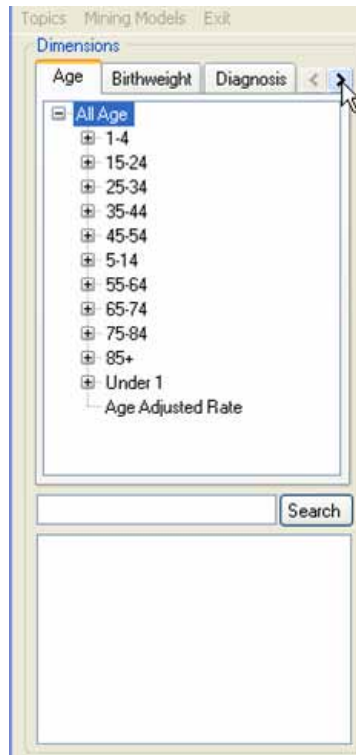 Topics Mining Models Exit
Dimensions
Age Birthweight Diagnosis
All Age
1-4
15-24
25-34
35-44
45-54
5-14
55-64
65-74
75-84
85+
Under 1
Age Adjusted Rate
Search